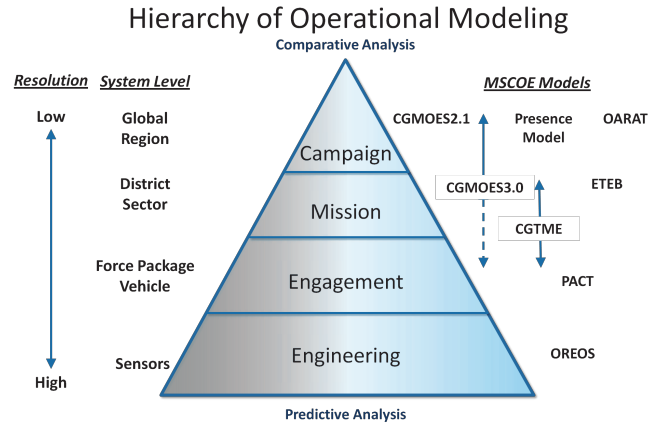 Hierarchy of Operational Modeling
Comparative Analysis
Resolution
System Level
MSCOE Models
Low
Global
Region
Campaign
CGMOES2.1
Presence
Model
OARAT
District
Sector
Mission
CGMOES3.0
ETEB
CGTME
Force Package
Vehicle
Engagement
PACT
Sensors
Engineering
OREOS
High
Predictive Analysis